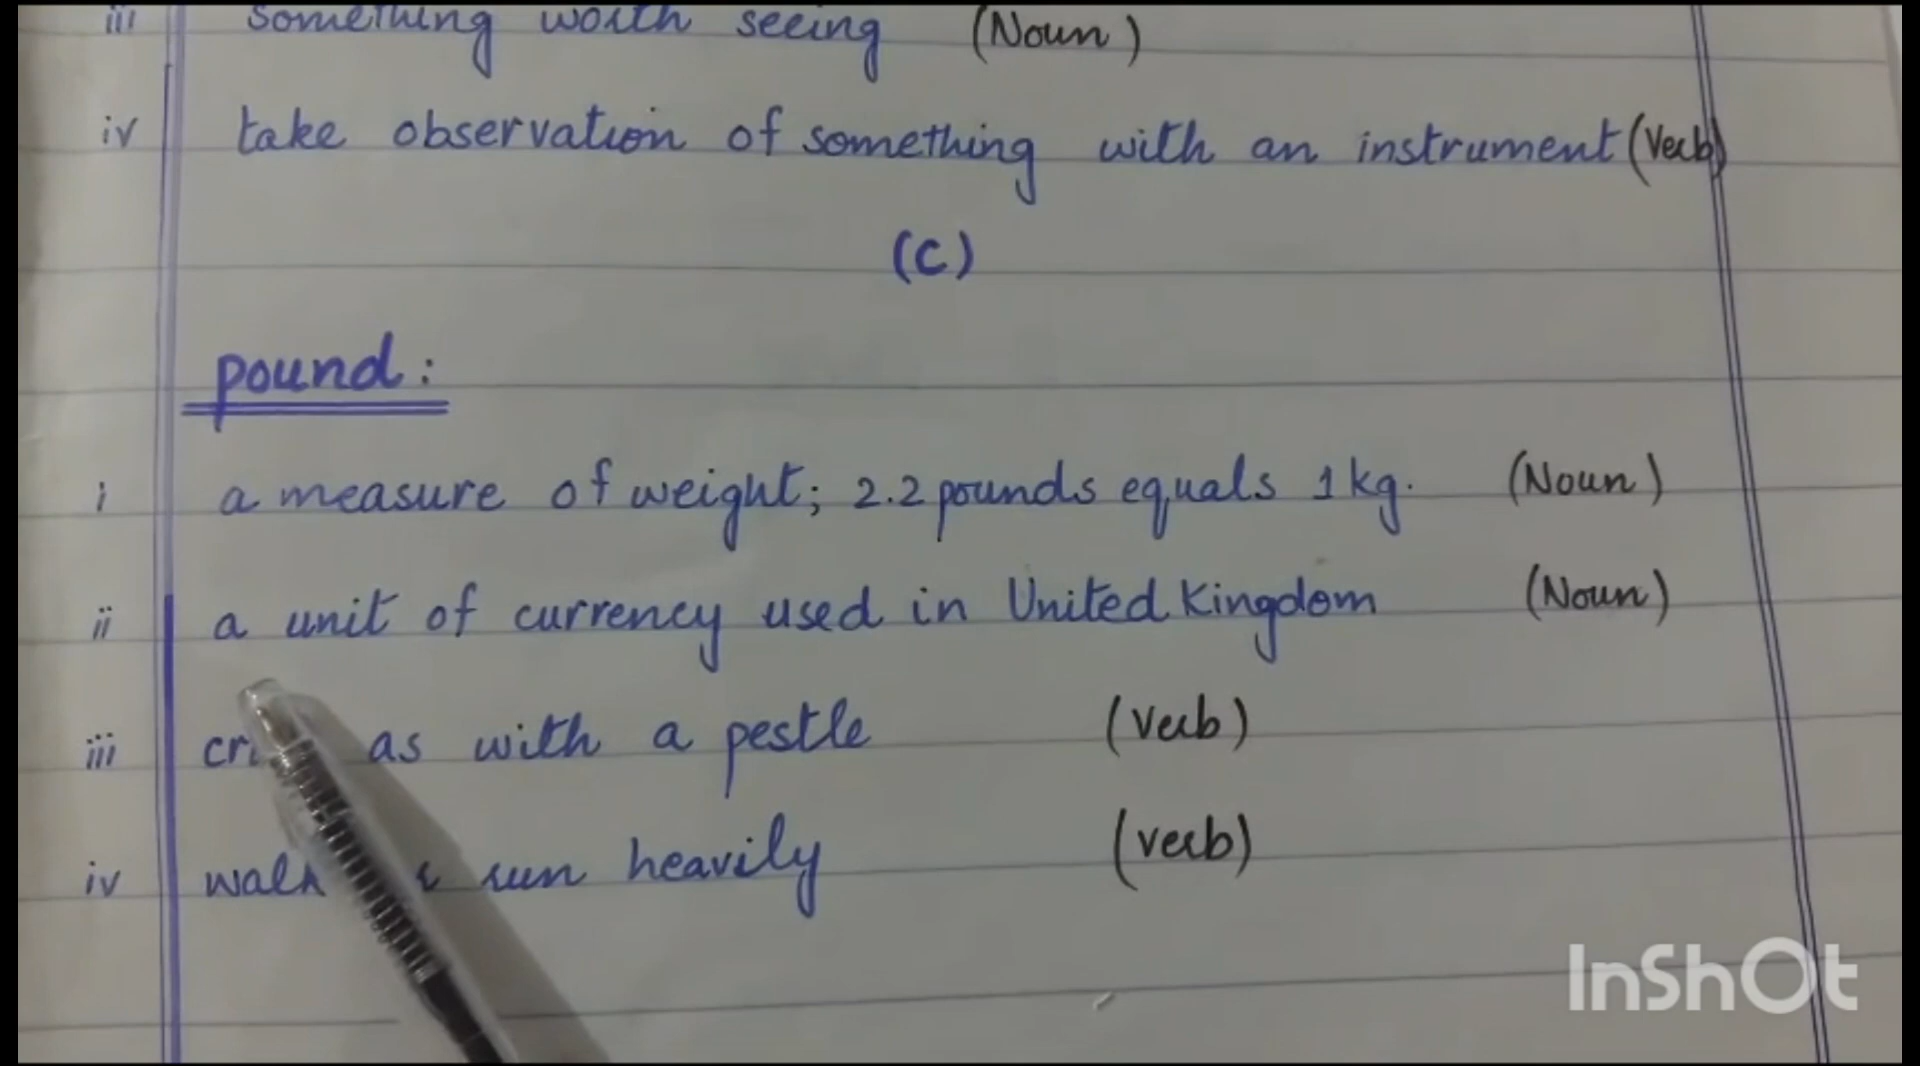 iii something worth seeing (Noun)
iv take observation of something with an instrument (Verb)
(C)
pound:
i a measure of weight; 2.2 pounds equals 1 kg. (Noun)
ii a unit of currency used in United Kingdom (Noun)
iii as with a pestle (Verb)
iv walk run heavily (verb)
InShOt